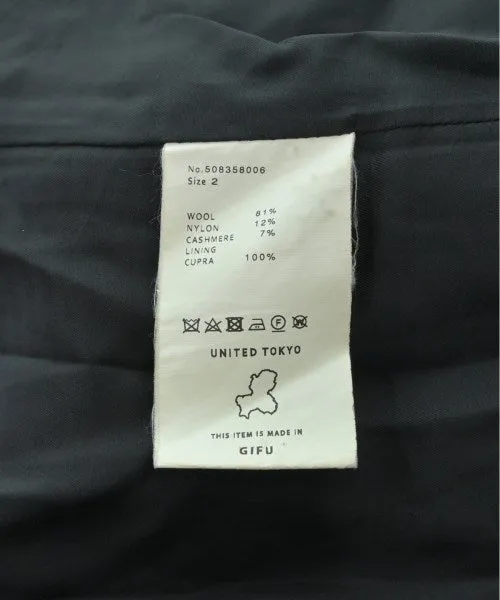 No.508358006
Size 2
WOOL 81%
NYLON 12%
CASHMERE 7%
LINING
CUPRA 100%
F W
UNITED TOKYO
THIS ITEM IS MADE IN
GIFU